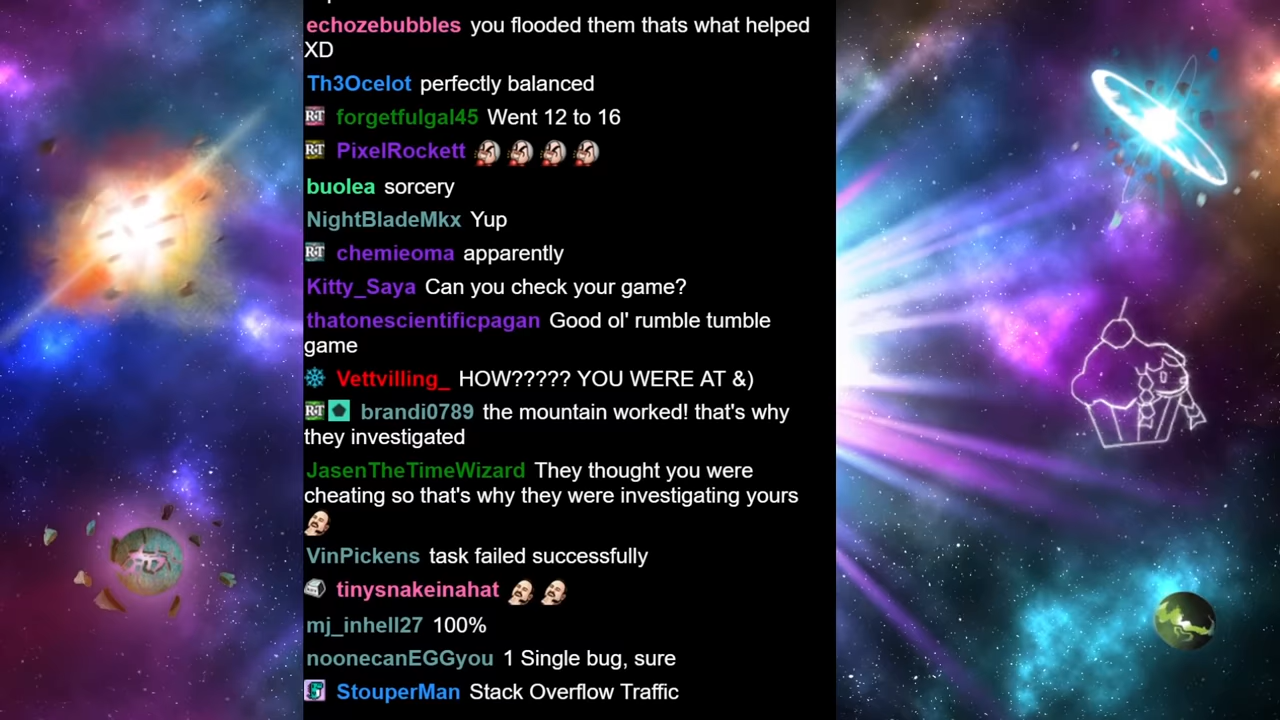 echozebubbles you flooded them thats what helped
XD
Th3Ocelot perfectly balanced
RT forgetfulgal45 Went 12 to 16
RT PixelRockett
buolea sorcery
NightBladeMkx Yup
RT chemieoma apparently
Kitty_Saya Can you check your game?
thatonescientificpagan Good ol' rumble tumble
game
Vettvilling_ HOW????? YOU WERE AT &)
RT brandi0789 the mountain worked! that's why
they investigated
JasenTheTimeWizard They thought you were
cheating so that's why they were investigating yours
VinPickens task failed successfully
tinysnakeinahat
mj_inhell27 100%
noonecanEGGyou 1 Single bug, sure
StouperMan Stack Overflow Traffic